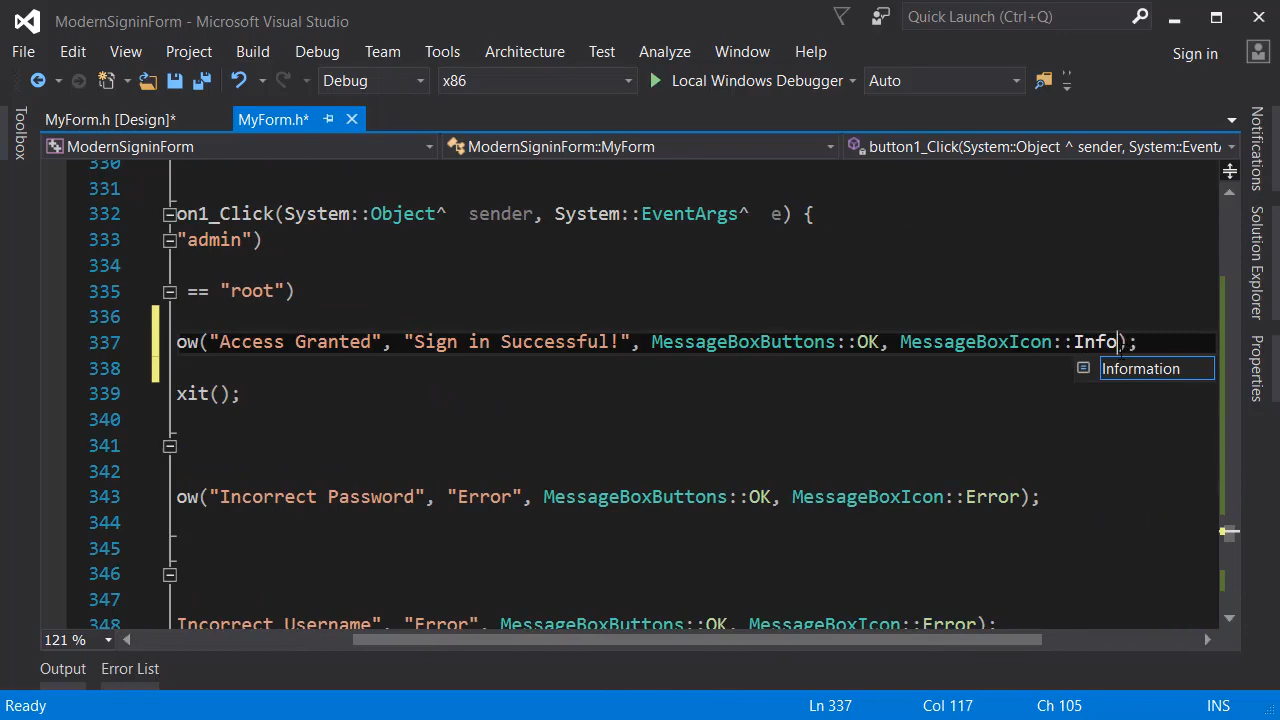 ModernSigninForm - Microsoft Visual Studio
Quick Launch (Ctrl+Q)
File Edit View Project Build Debug Team Tools Architecture Test Analyze Window Help Sign in
Debug x86 Local Windows Debugger Auto
Toolbox
MyForm.h [Design]* MyForm.h*
ModernSigninForm ModernSigninForm::MyForm button1_Click(System::Object ^ sender, System::EventA
330
331
332 on1_Click(System::Object^ sender, System::EventArgs^ e) {
333 "admin")
334
335 == "root")
336
337 ow("Access Granted", "Sign in Successful!", MessageBoxButtons::OK, MessageBoxIcon::Info);
338 Information
339 xit();
340
341
342
343 ow("Incorrect Password", "Error", MessageBoxButtons::OK, MessageBoxIcon::Error);
344
345
346
347
348 Incorrect Username", "Error", MessageBoxButtons::OK, MessageBoxIcon::Error);
Notifications
Solution Explorer
Properties
121 %
Output Error List
Ready Ln 337 Col 117 Ch 105 INS